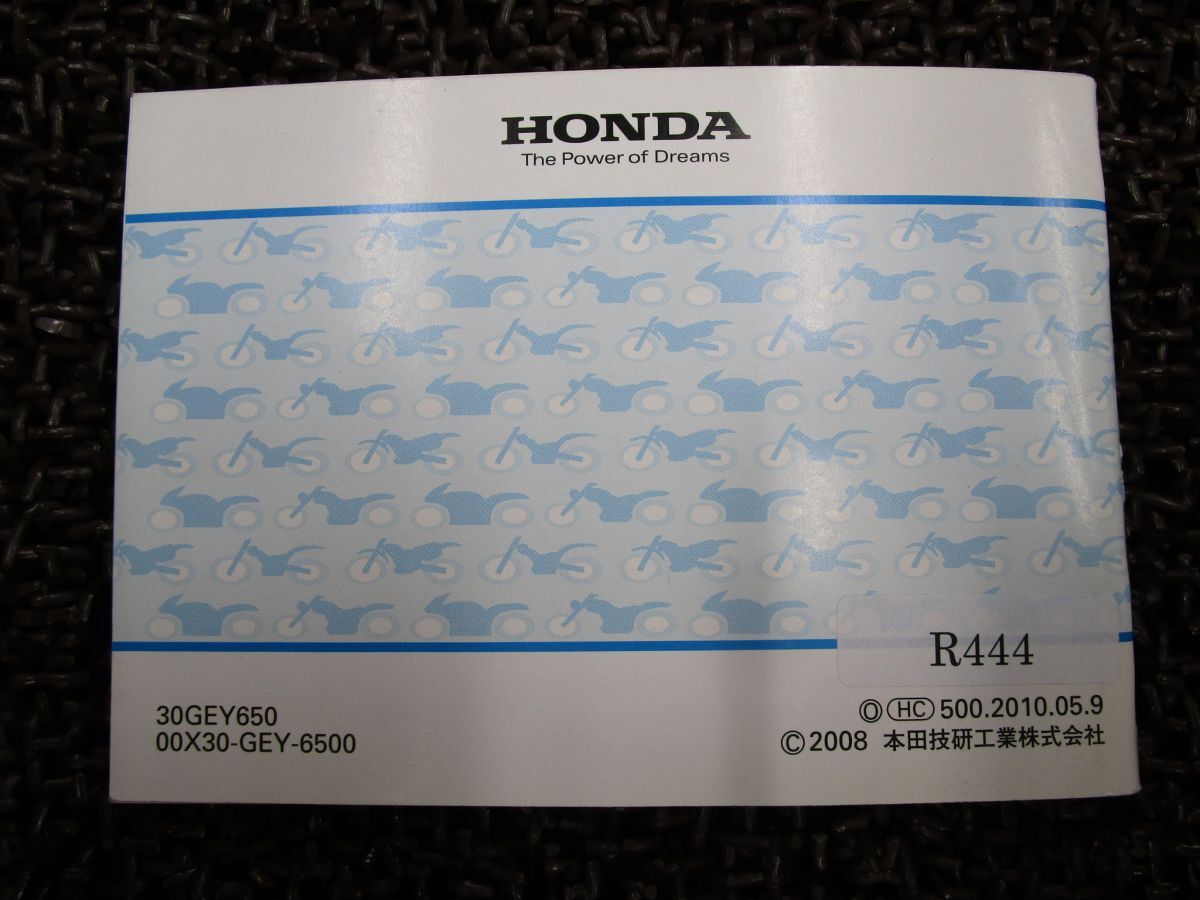 HONDA
The Power of Dreams
R444
30GEY650
00X30-GEY-6500
Ⓞ HC 500.2010.05.9
©2008 本田技研工業株式会社